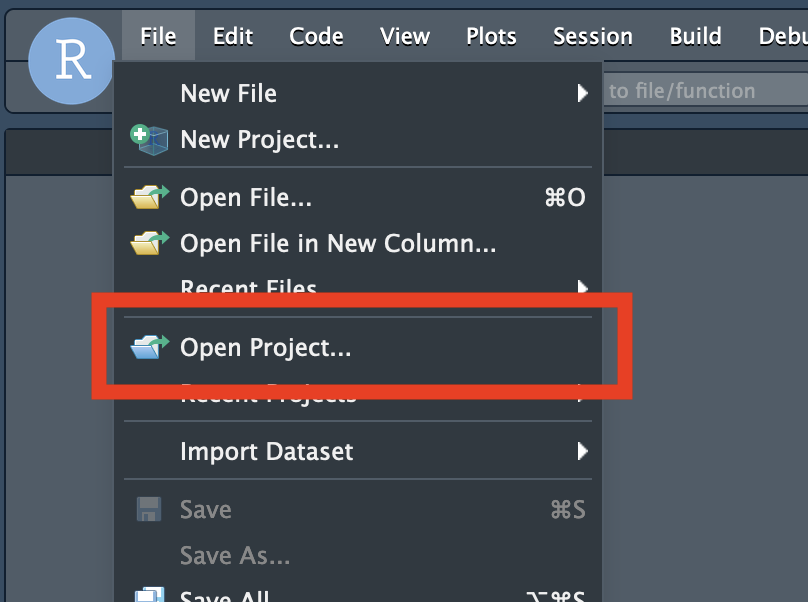 R File Edit Code View Plots Session Build Debu
to file/function
New File
New Project...
Open File... ⌘O
Open File in New Column...
Recent Files
Open Project...
Recent Projects
Import Dataset
Save ⌘S
Save As...
Save All ⌥⌘S